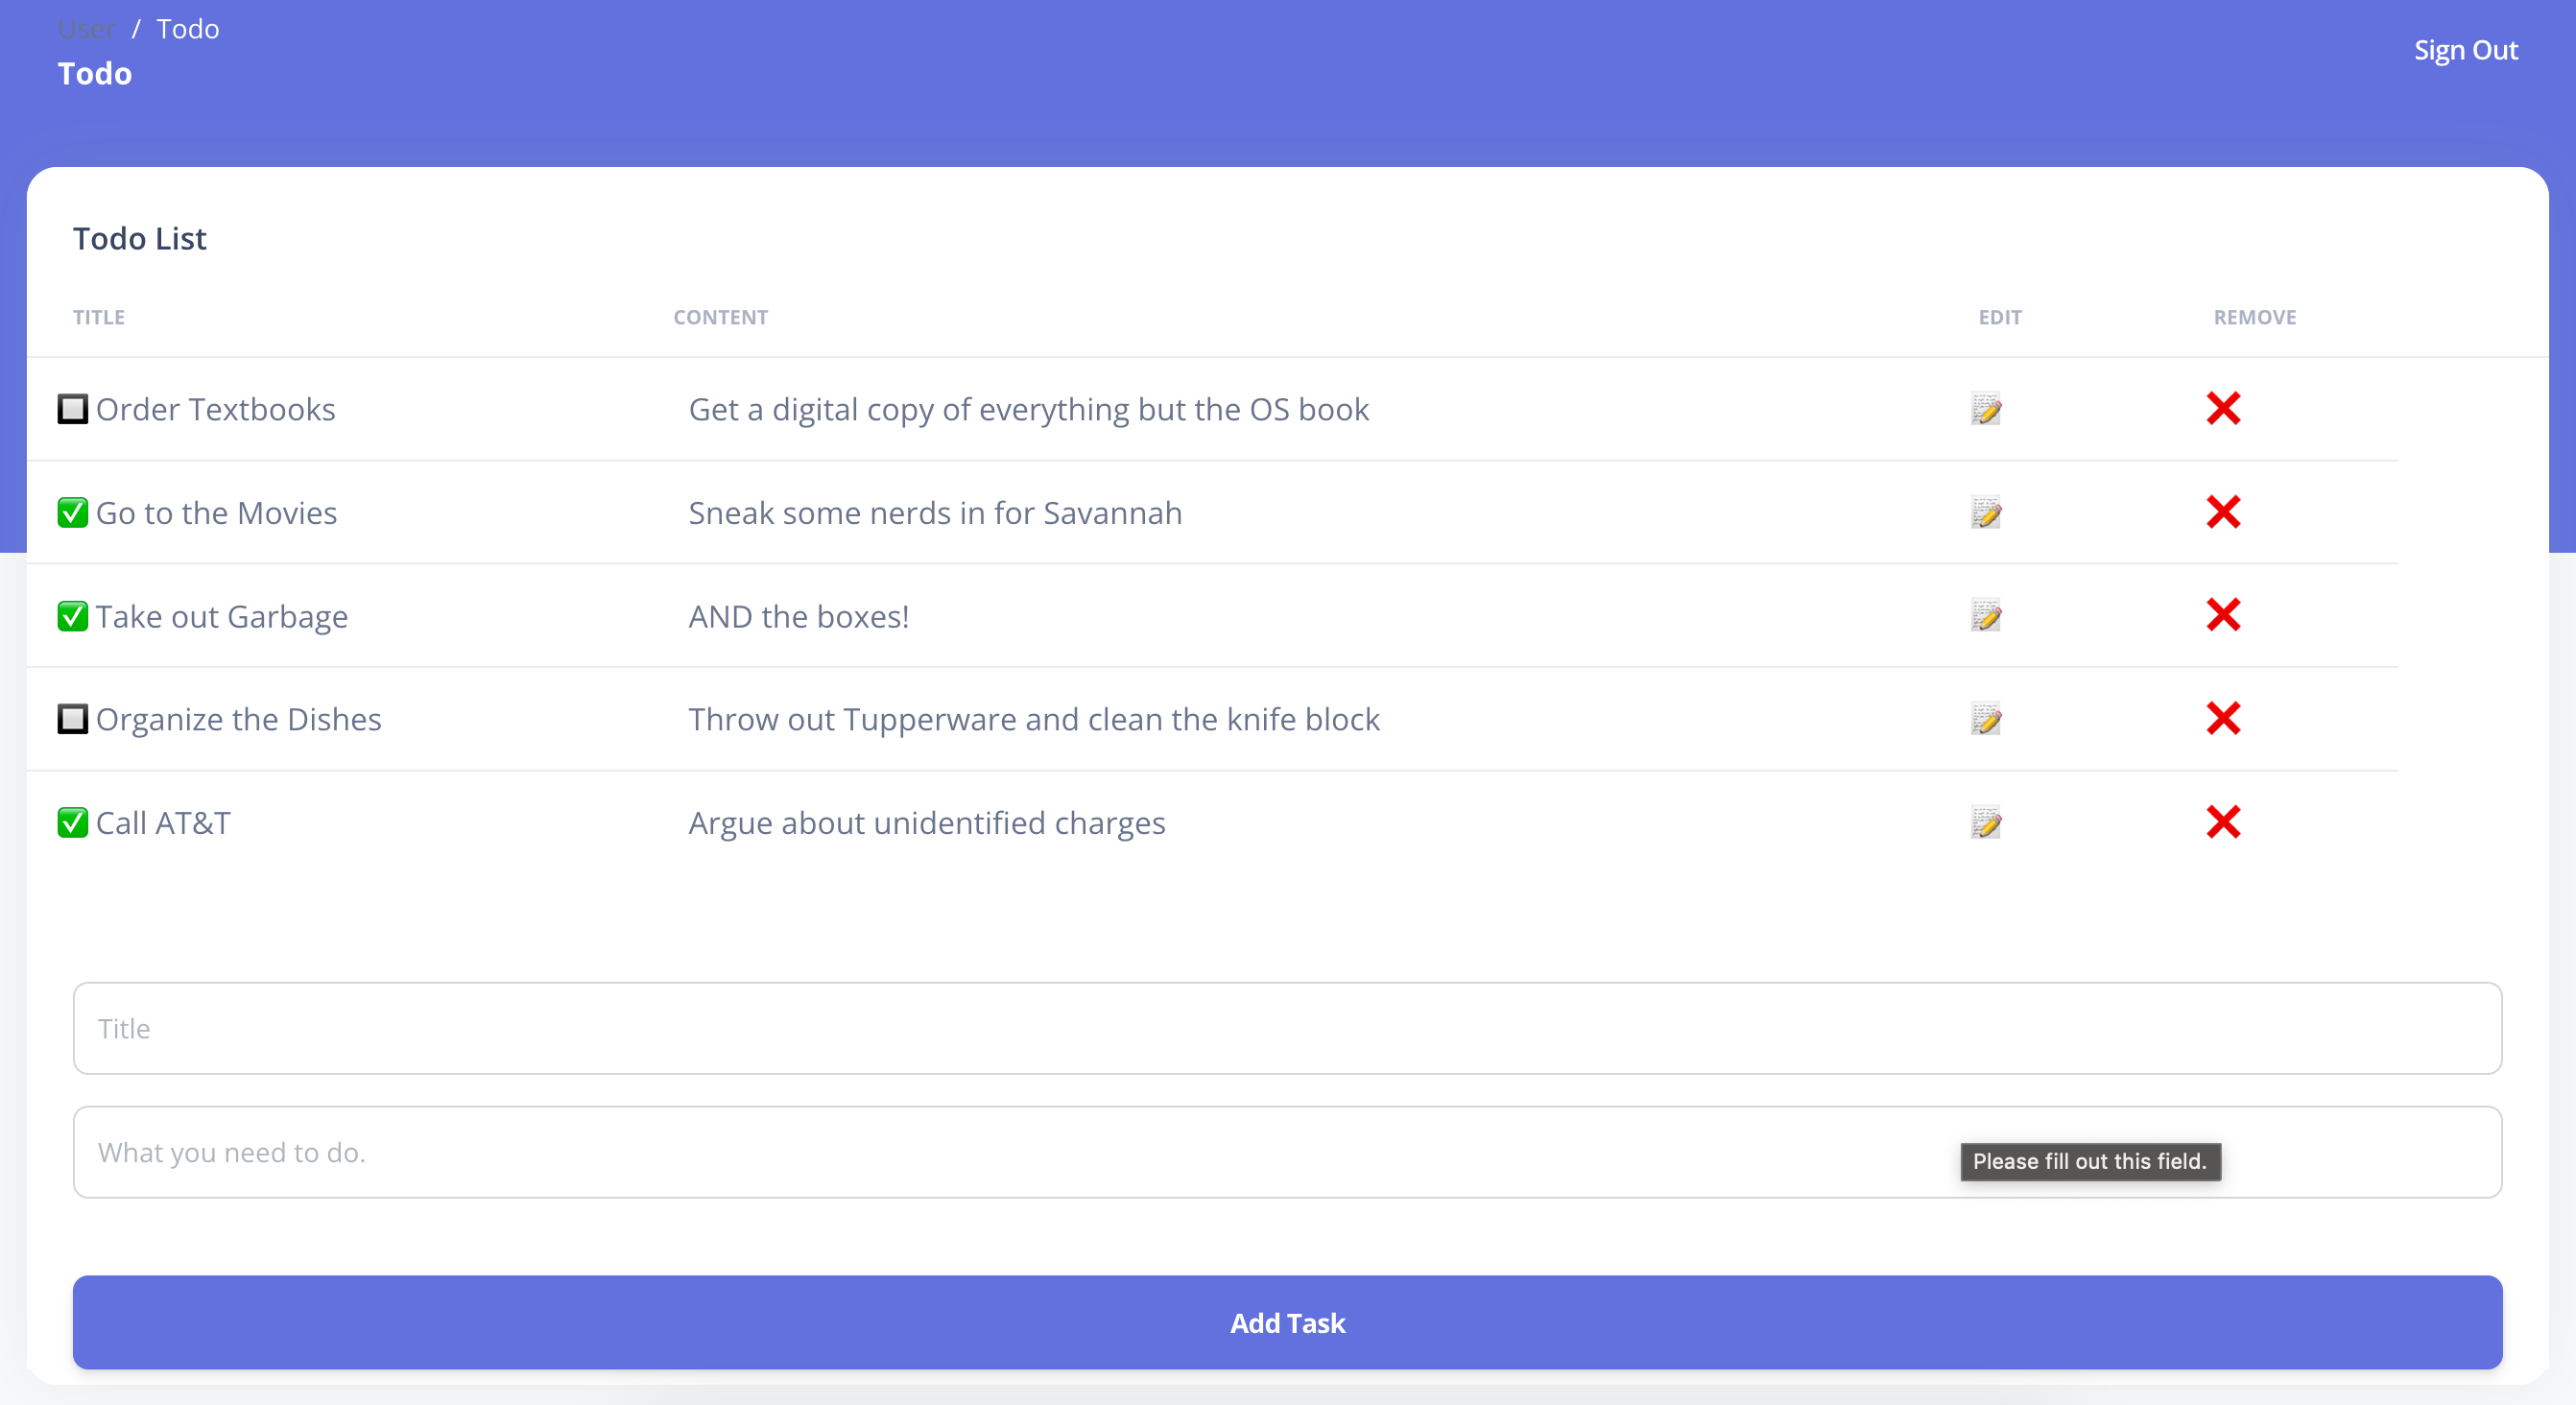 User / Todo
Todo
Sign Out
Todo List
TITLE CONTENT EDIT REMOVE
Order Textbooks Get a digital copy of everything but the OS book
Go to the Movies Sneak some nerds in for Savannah
Take out Garbage AND the boxes!
Organize the Dishes Throw out Tupperware and clean the knife block
Call AT&T Argue about unidentified charges
Title
What you need to do.
Please fill out this field.
Add Task